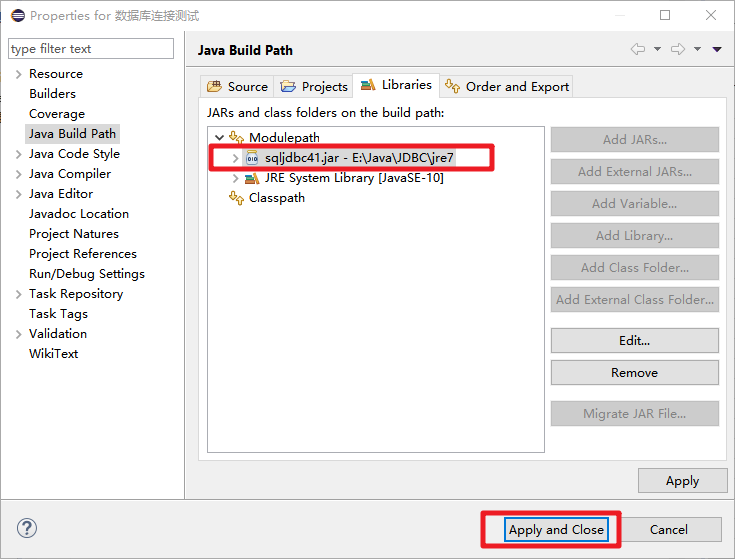 Properties for 数据库连接测试
type filter text
Resource
Builders
Coverage
Java Build Path
Java Code Style
Java Compiler
Java Editor
Javadoc Location
Project Natures
Project References
Run/Debug Settings
Task Repository
Task Tags
Validation
WikiText
Java Build Path
Source
Projects
Libraries
Order and Export
JARs and class folders on the build path:
Modulepath
sqljdbc41.jar - E:\Java\JDBC\jre7
JRE System Library [JavaSE-10]
Classpath
Add JARs...
Add External JARs...
Add Variable...
Add Library...
Add Class Folder...
Add External Class Folder...
Edit...
Remove
Migrate JAR File...
Apply
?
Apply and Close
Cancel